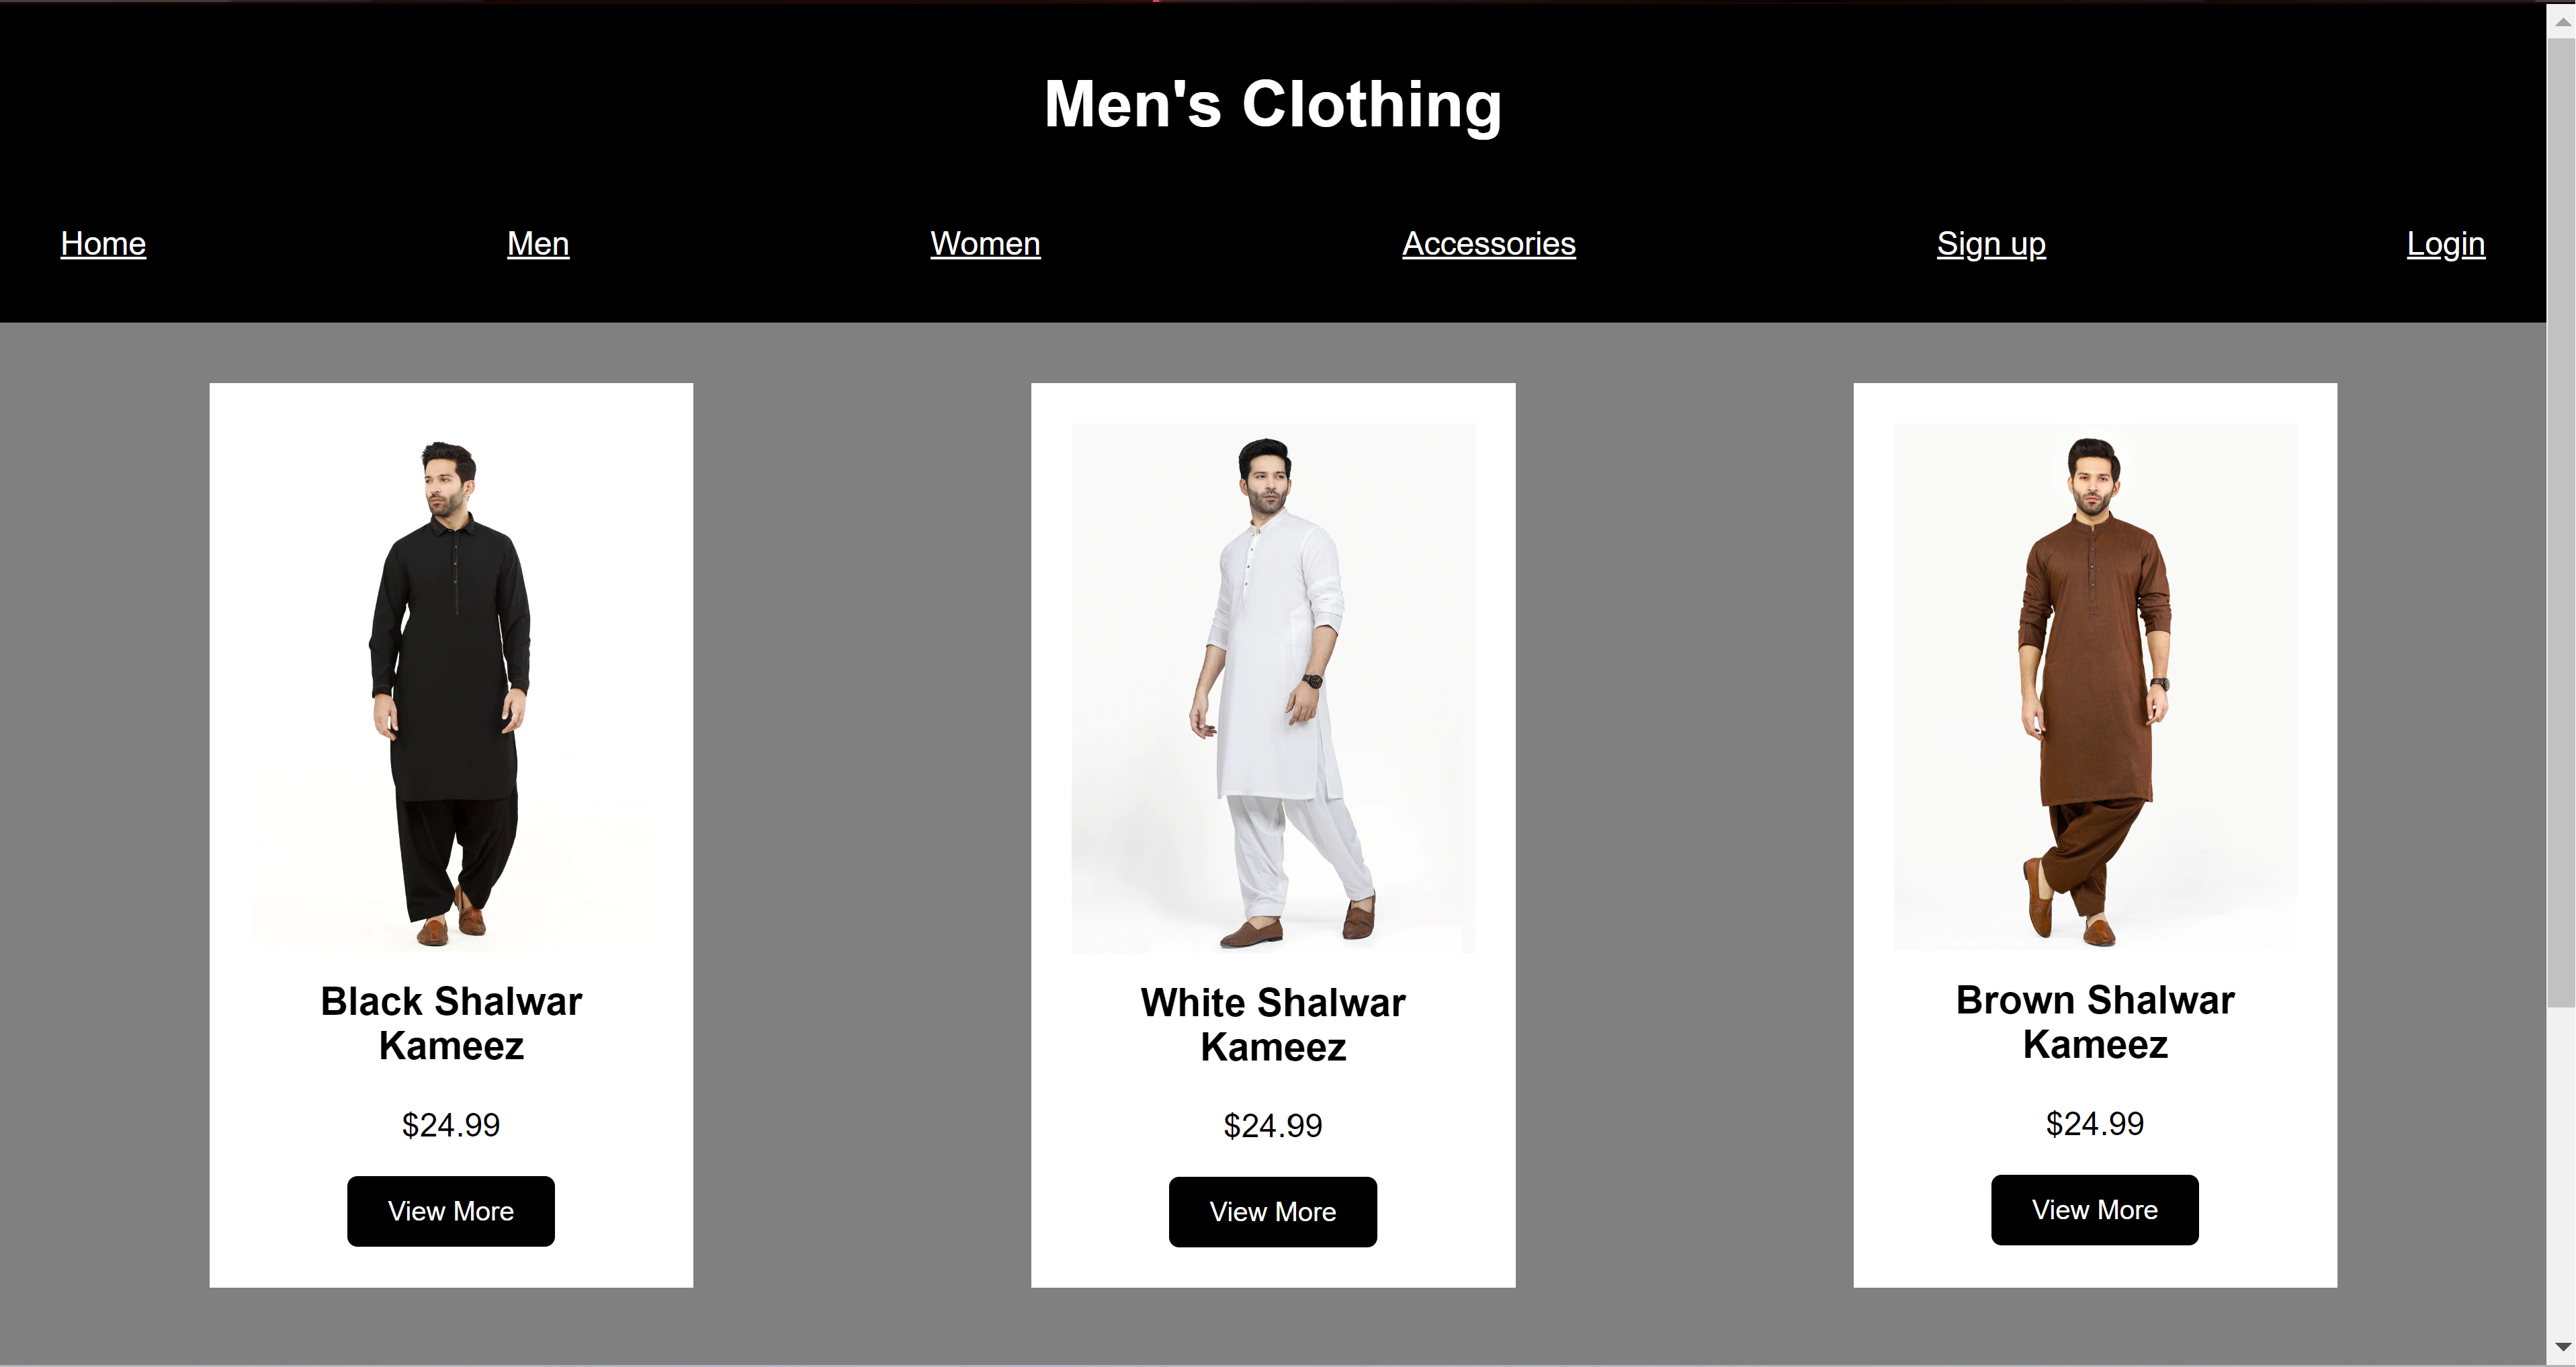 Men's Clothing
Home Men Women Accessories Sign up Login
Black Shalwar
Kameez
$24.99
View More
White Shalwar
Kameez
$24.99
View More
Brown Shalwar
Kameez
$24.99
View More